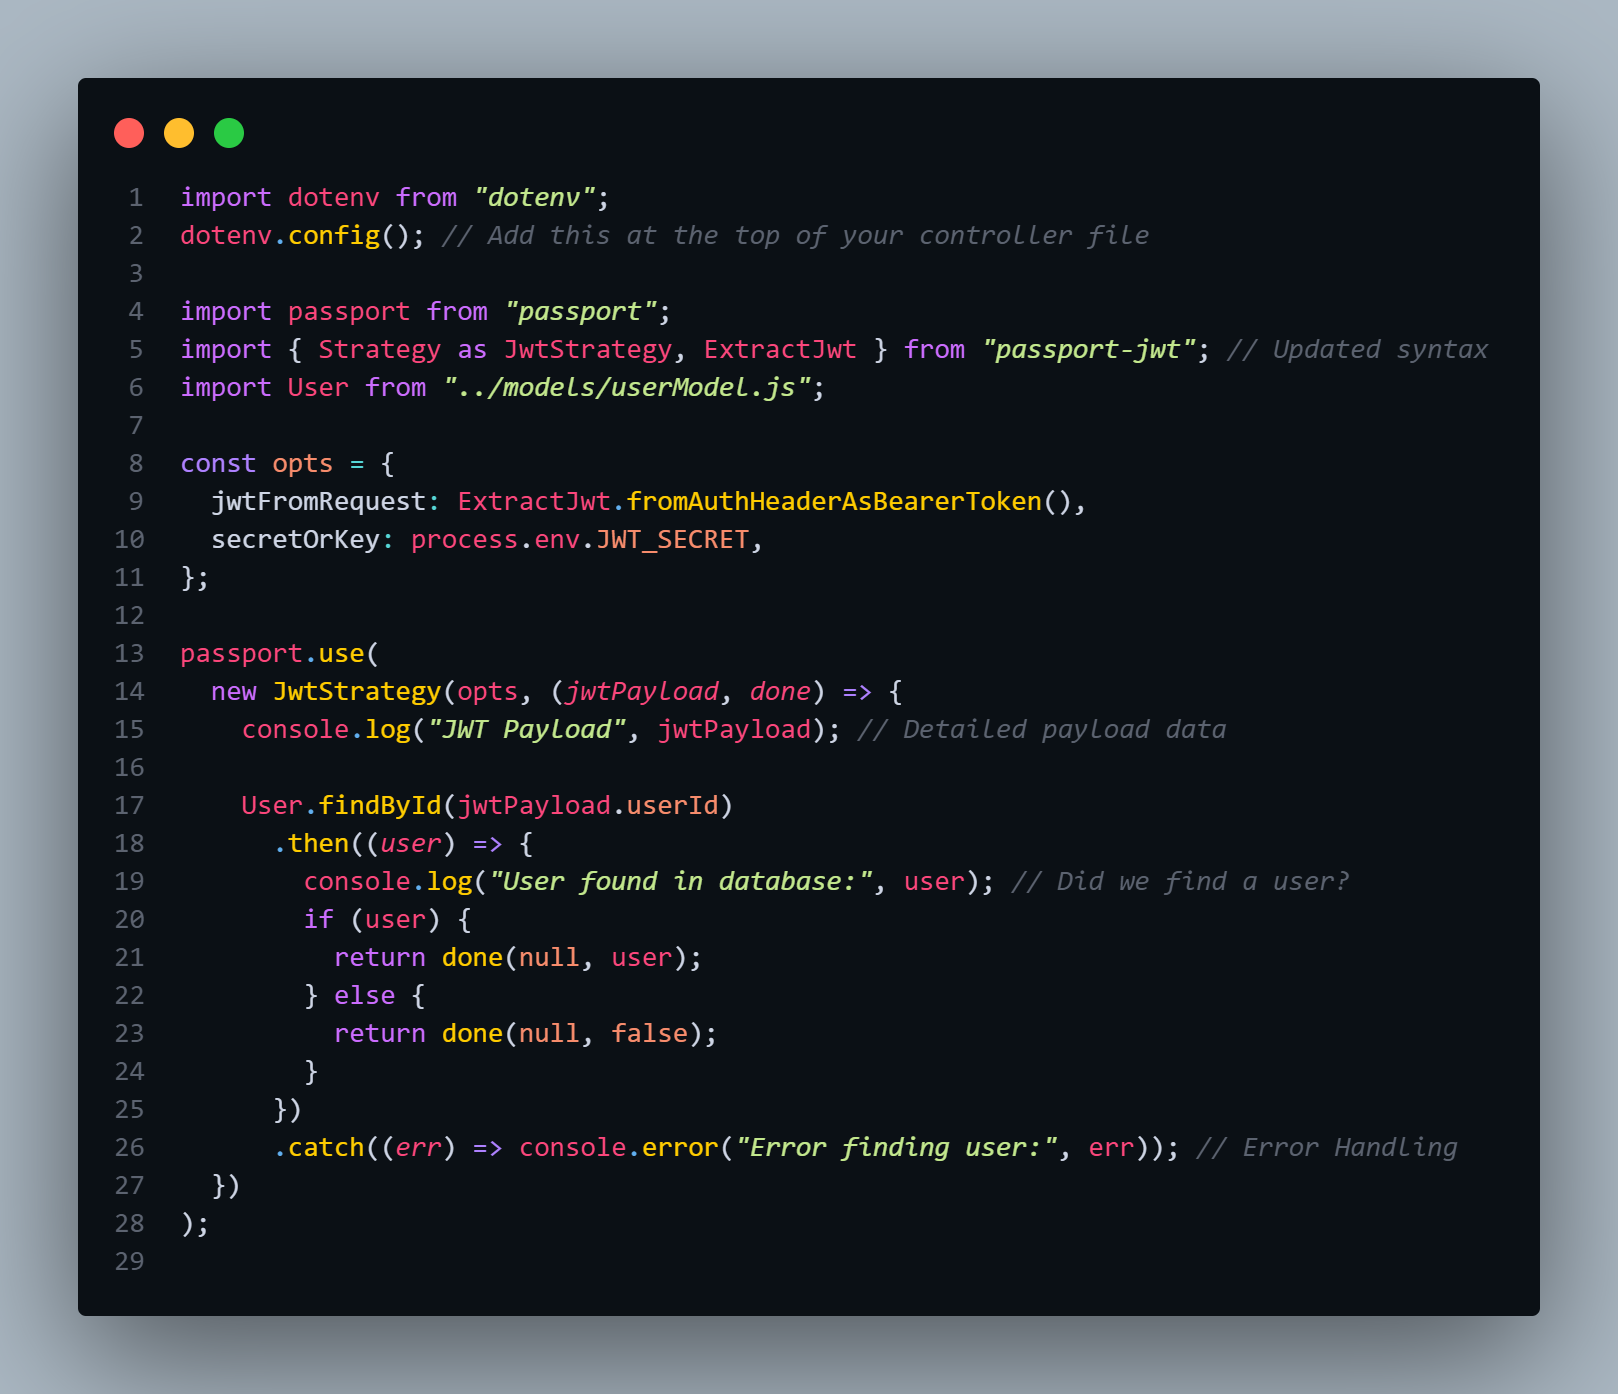 1 import dotenv from "dotenv";
2 dotenv.config(); // Add this at the top of your controller file
3
4 import passport from "passport";
5 import { Strategy as JwtStrategy, ExtractJwt } from "passport-jwt"; // Updated syntax
6 import User from "../models/userModel.js";
7
8 const opts = {
9   jwtFromRequest: ExtractJwt.fromAuthHeaderAsBearerToken(),
10   secretOrKey: process.env.JWT_SECRET,
11 };
12
13 passport.use(
14   new JwtStrategy(opts, (jwtPayload, done) => {
15     console.log("JWT Payload", jwtPayload); // Detailed payload data
16
17     User.findById(jwtPayload.userId)
18       .then((user) => {
19         console.log("User found in database:", user); // Did we find a user?
20         if (user) {
21           return done(null, user);
22         } else {
23           return done(null, false);
24         }
25       })
26       .catch((err) => console.error("Error finding user:", err)); // Error Handling
27   })
28 );
29